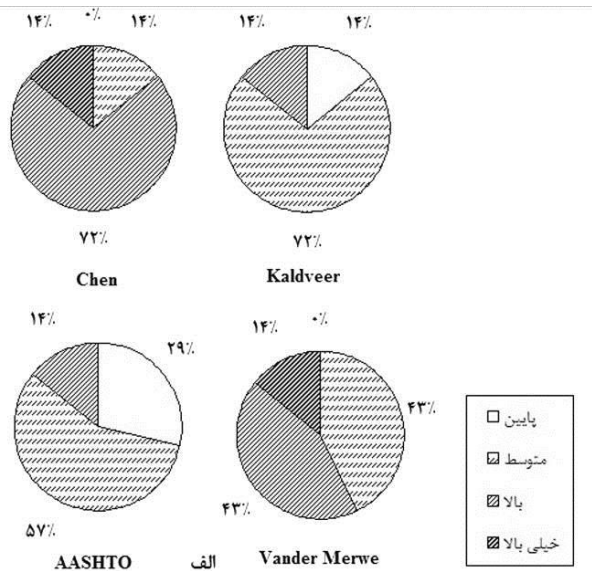 ۱۴٪ ۰٪ ۱۴٪
۷۲٪
Chen
۱۴٪ ۱۴٪
۷۲٪
Kaldveer
۱۴٪
۲۹٪
۵۷٪
AASHTO
الف
۱۴٪ ۰٪
۴۳٪
۴۳٪
Vander Merwe
پایین
متوسط
بالا
خیلی بالا